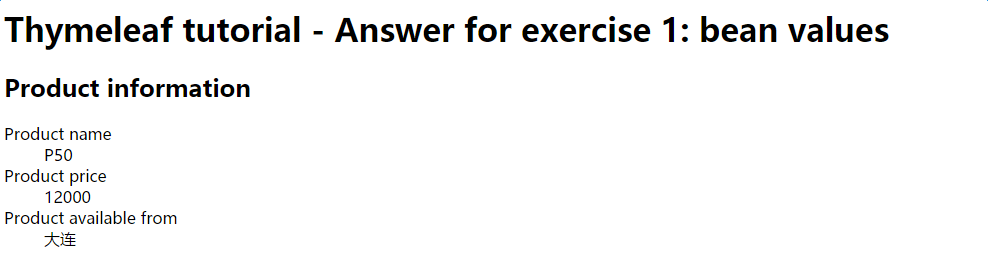 Thymeleaf tutorial - Answer for exercise 1: bean values
Product information
Product name
P50
Product price
12000
Product available from
大连